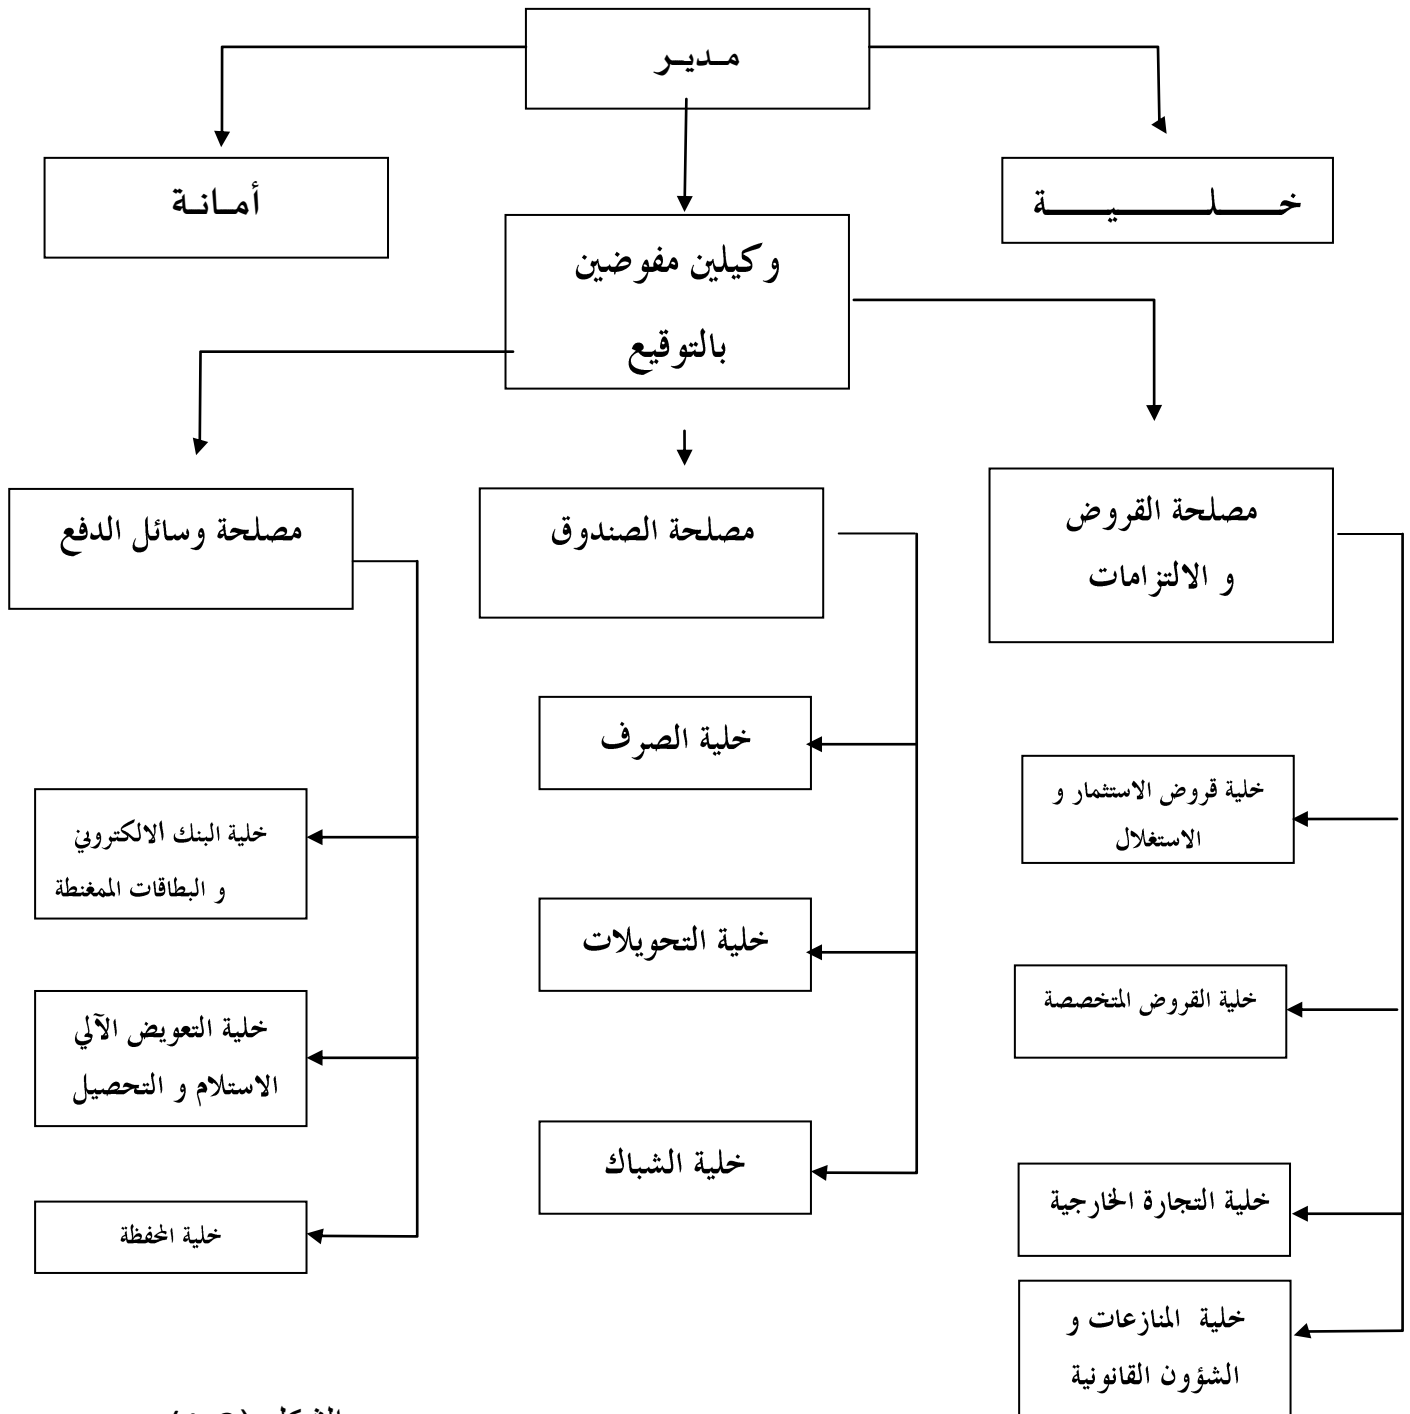 مـديـر
خــلــيــة
أمـانـة
وكيلين مفوضين
بالتوقيع
مصلحة القروض
و الالتزامات
مصلحة الصندوق
مصلحة وسائل الدفع
خلية قروض الاستثمار و
الاستغلال
خلية القروض المتخصصة
خلية التجارة الخارجية
خلية المنازعات و
الشؤون القانونية
خلية الصرف
خلية التحويلات
خلية الشباك
خلية البنك الالكتروني
و البطاقات الممغنطة
خلية التعويض الآلي
الاستلام و التحصيل
خلية المحفظة